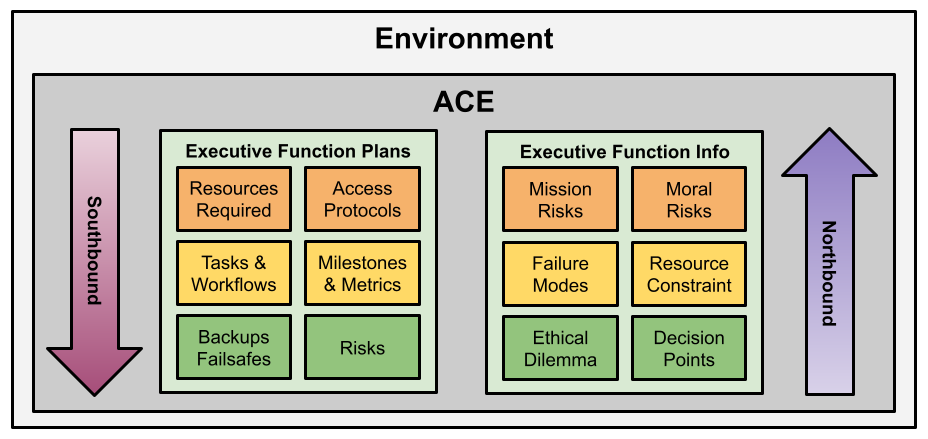 Environment
ACE
Southbound
Executive Function Plans
Resources
Required
Access
Protocols
Tasks &
Workflows
Milestones
& Metrics
Backups
Failsafes
Risks
Executive Function Info
Mission
Risks
Moral
Risks
Failure
Modes
Resource
Constraint
Ethical
Dilemma
Decision
Points
Northbound